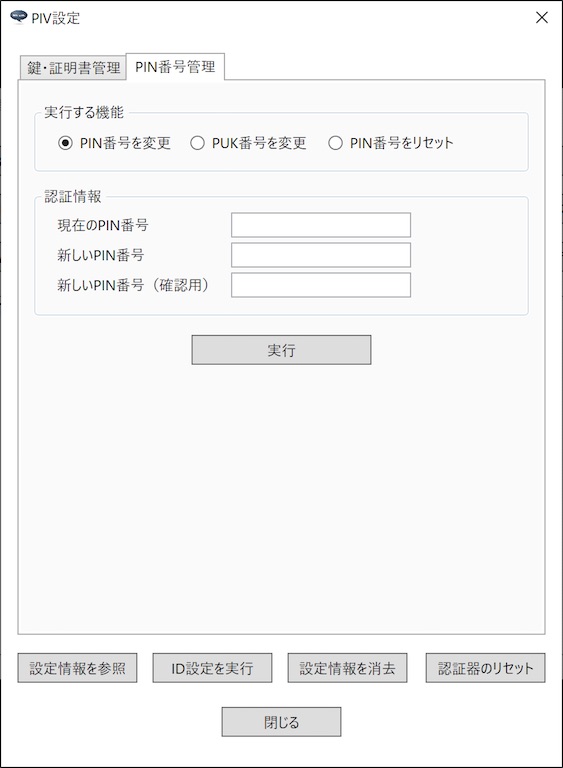 PIV設定
鍵・証明書管理
PIN番号管理
実行する機能
PIN番号を変更 PUK番号を変更 PIN番号をリセット
認証情報
現在のPIN番号
新しいPIN番号
新しいPIN番号（確認用）
実行
設定情報を参照 ID設定を実行 設定情報を消去 認証器のリセット
閉じる